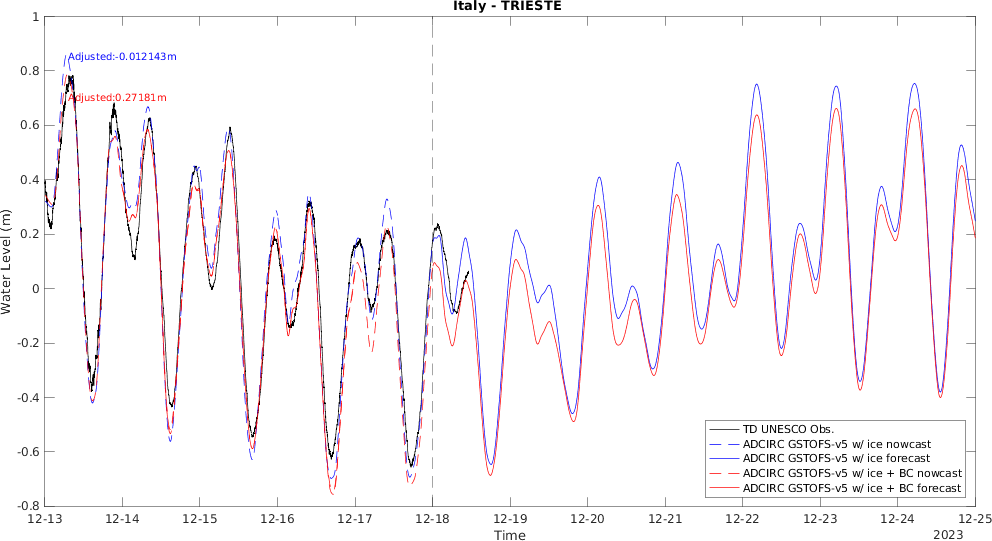 Italy - TRIESTE
1
0.8
0.6
0.4
0.2
0
-0.2
-0.4
-0.6
-0.8
Water Level (m)
Adjusted:-0.012143m
Adjusted:0.27181m
TD UNESCO Obs.
ADCIRC GSTOFS-v5 w/ ice nowcast
ADCIRC GSTOFS-v5 w/ ice forecast
ADCIRC GSTOFS-v5 w/ ice + BC nowcast
ADCIRC GSTOFS-v5 w/ ice + BC forecast
12-13 12-14 12-15 12-16 12-17 12-18 12-19 12-20 12-21 12-22 12-23 12-24 12-25
Time
2023